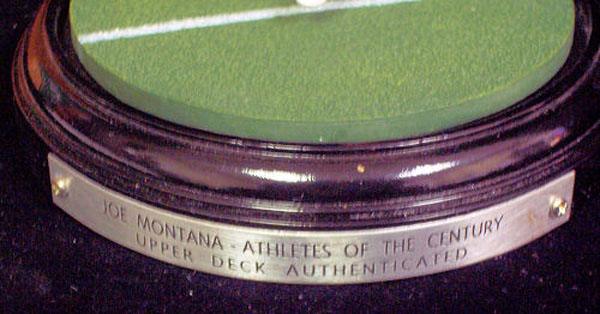 JOE MONTANA - ATHLETES OF THE CENTURY
UPPER DECK AUTHENTICATED